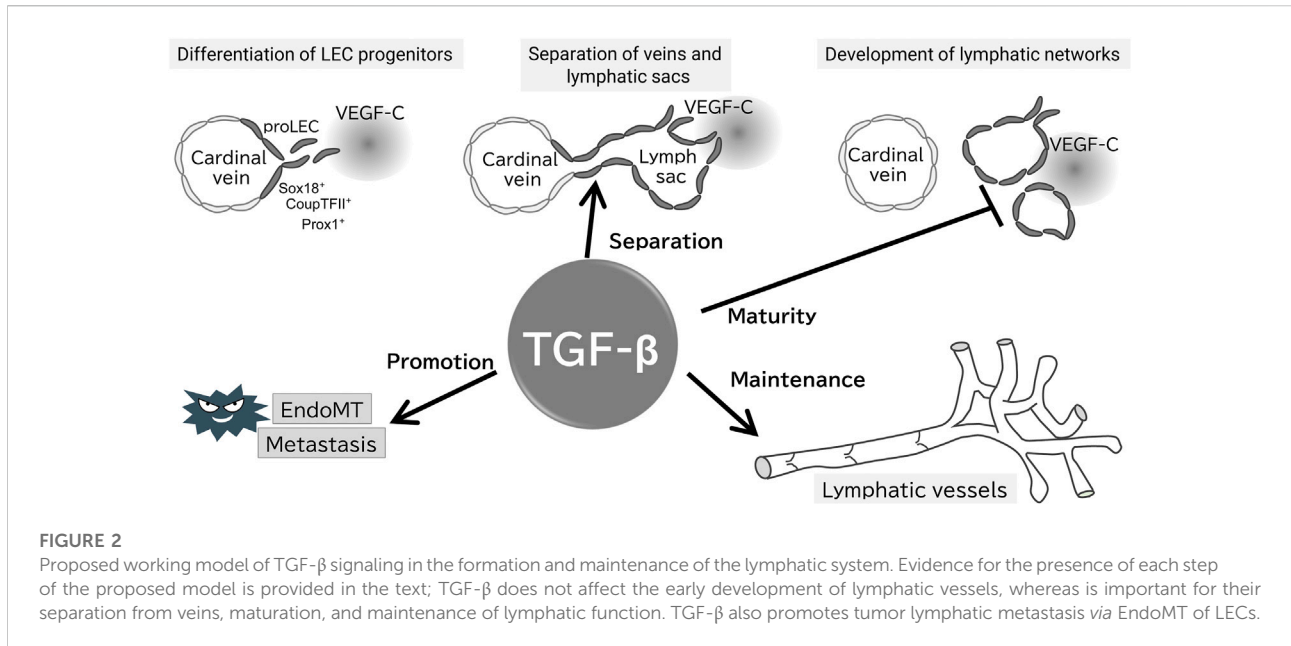 Differentiation of LEC progenitors
Separation of veins and
lymphatic sacs
Development of lymphatic networks
proLEC
VEGF-C
Cardinal
vein
Sox18⁺
CoupTFII⁺
Prox1⁺
VEGF-C
Cardinal
vein
Lymph
sac
Cardinal
vein
VEGF-C
Separation
Maturity
TGF-β
Promotion
Maintenance
EndoMT
Metastasis
Lymphatic vessels
FIGURE 2
Proposed working model of TGF-β signaling in the formation and maintenance of the lymphatic system. Evidence for the presence of each step
of the proposed model is provided in the text; TGF-β does not affect the early development of lymphatic vessels, whereas is important for their
separation from veins, maturation, and maintenance of lymphatic function. TGF-β also promotes tumor lymphatic metastasis via EndoMT of LECs.